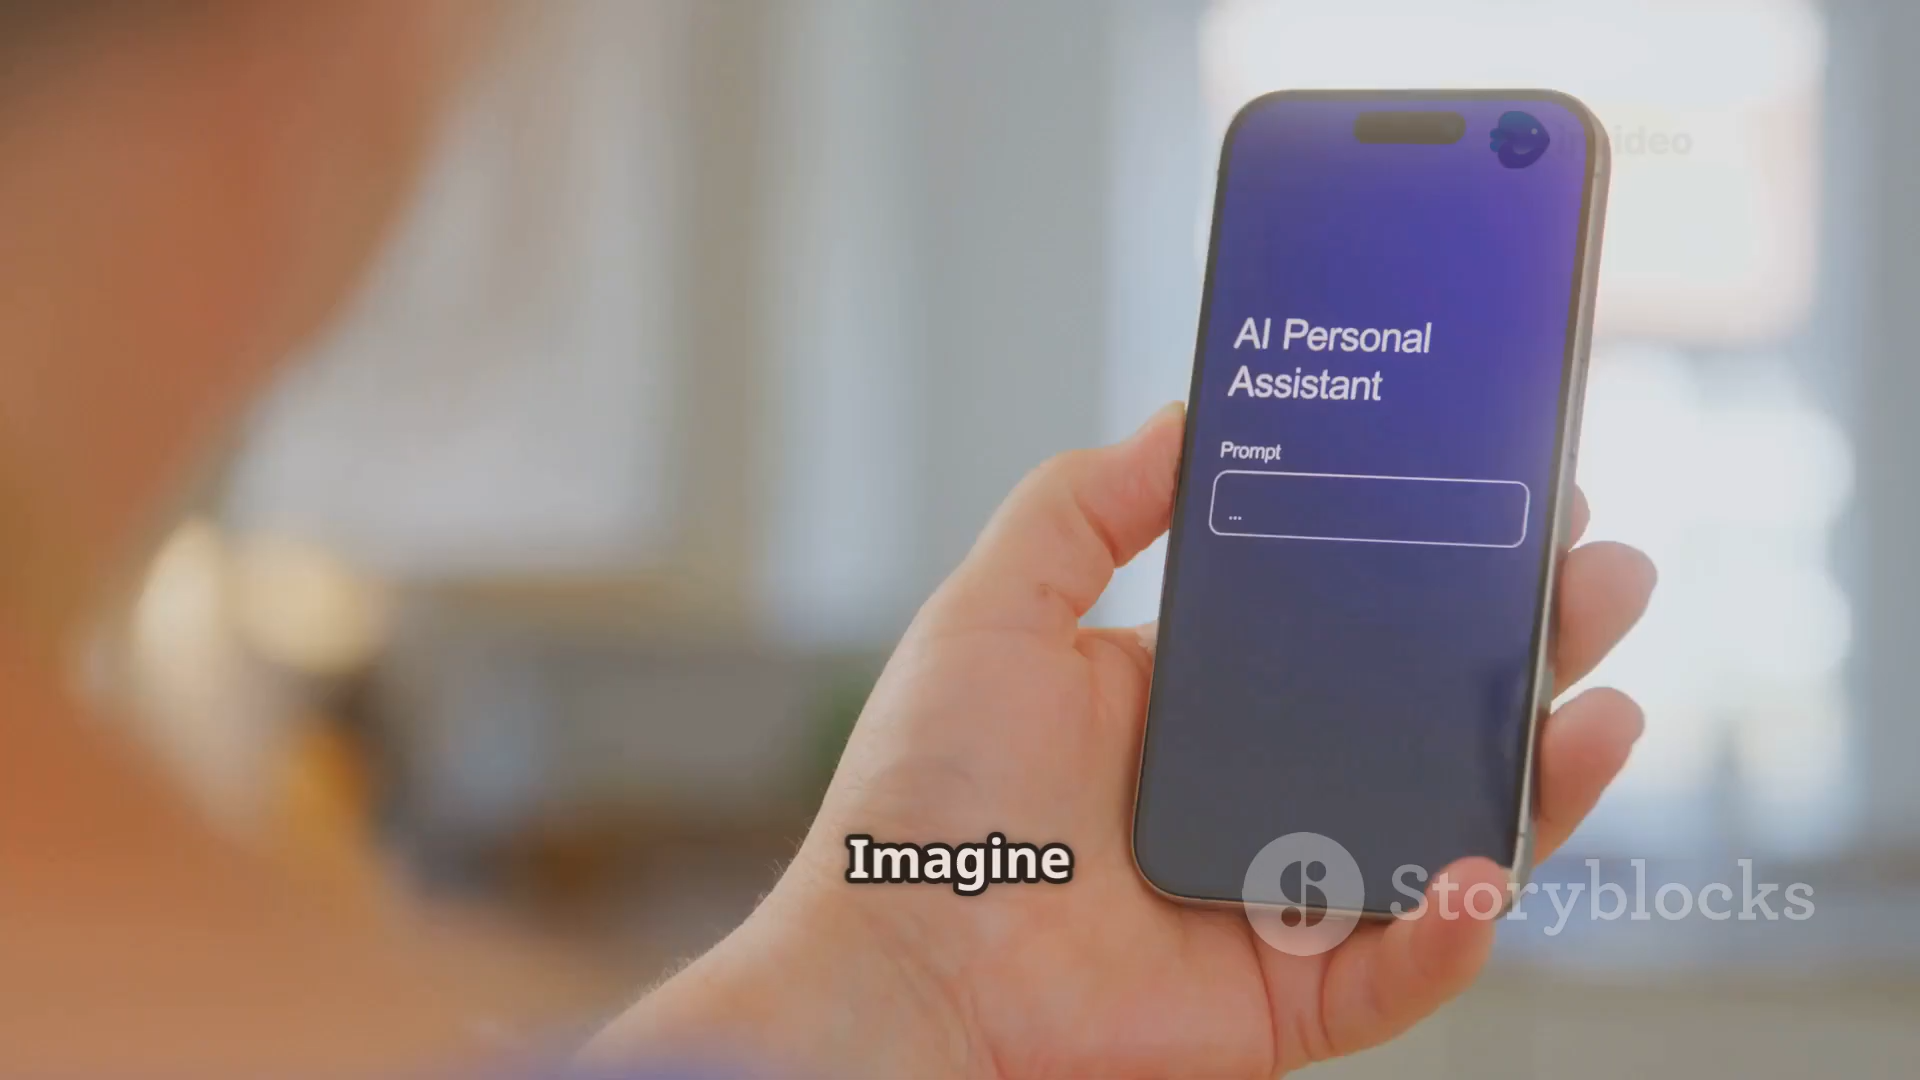 AI Personal
Assistant
Prompt
...
Imagine
Storyblocks